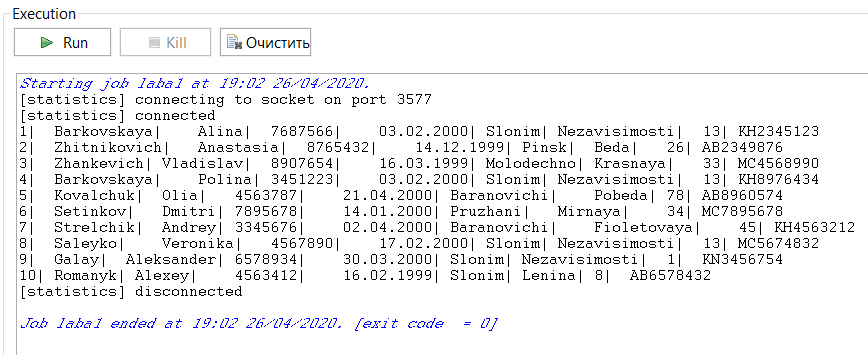 Execution
Run Kill Очистить
Starting job laba1 at 19:02 26/04/2020.
[statistics] connecting to socket on port 3577
[statistics] connected
1| Barkovskaya| Alina| 7687566| 03.02.2000| Slonim| Nezavisimosti| 13| KH2345123
2| Zhitnikovich| Anastasia| 8765432| 14.12.1999| Pinsk| Beda| 26| AB2349876
3| Zhankevich| Vladislav| 8907654| 16.03.1999| Molodechno| Krasnaya| 33| MC4568990
4| Barkovskaya| Polina| 3451223| 03.02.2000| Slonim| Nezavisimosti| 13| KH8976434
5| Kovalchuk| Olia| 4563787| 21.04.2000| Baranovichi| Pobeda| 78| AB8960574
6| Setinkov| Dmitri| 7895678| 14.01.2000| Pruzhani| Mirnaya| 34| MC7895678
7| Strelchik| Andrey| 3345676| 02.04.2000| Baranovichi| Fioletovaya| 45| KH4563212
8| Saleyko| Veronika| 4567890| 17.02.2000| Slonim| Nezavisimosti| 13| MC5674832
9| Galay| Aleksander| 6578934| 30.03.2000| Slonim| Nezavisimosti| 1| KN3456754
10| Romanyk| Alexey| 4563412| 16.02.1999| Slonim| Lenina| 8| AB6578432
[statistics] disconnected
Job laba1 ended at 19:02 26/04/2020. [exit code = 0]